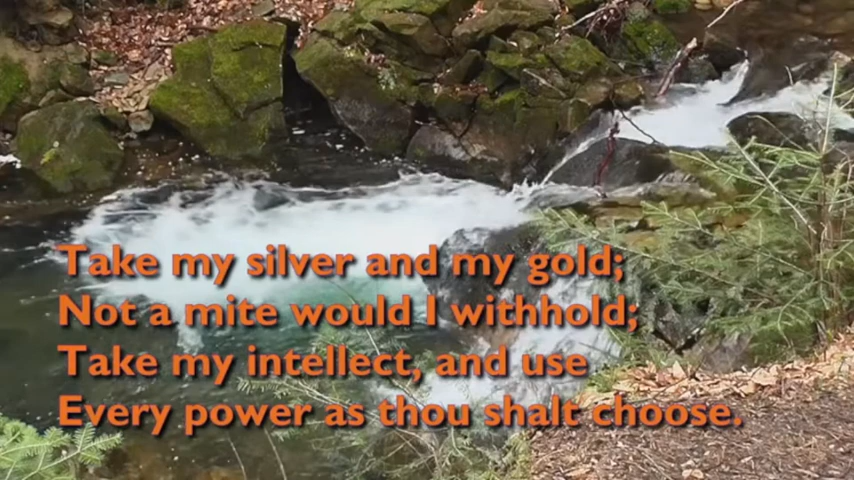 Take my silver and my gold;
Not a mite would I withhold;
Take my intellect, and use
Every power as thou shalt choose.